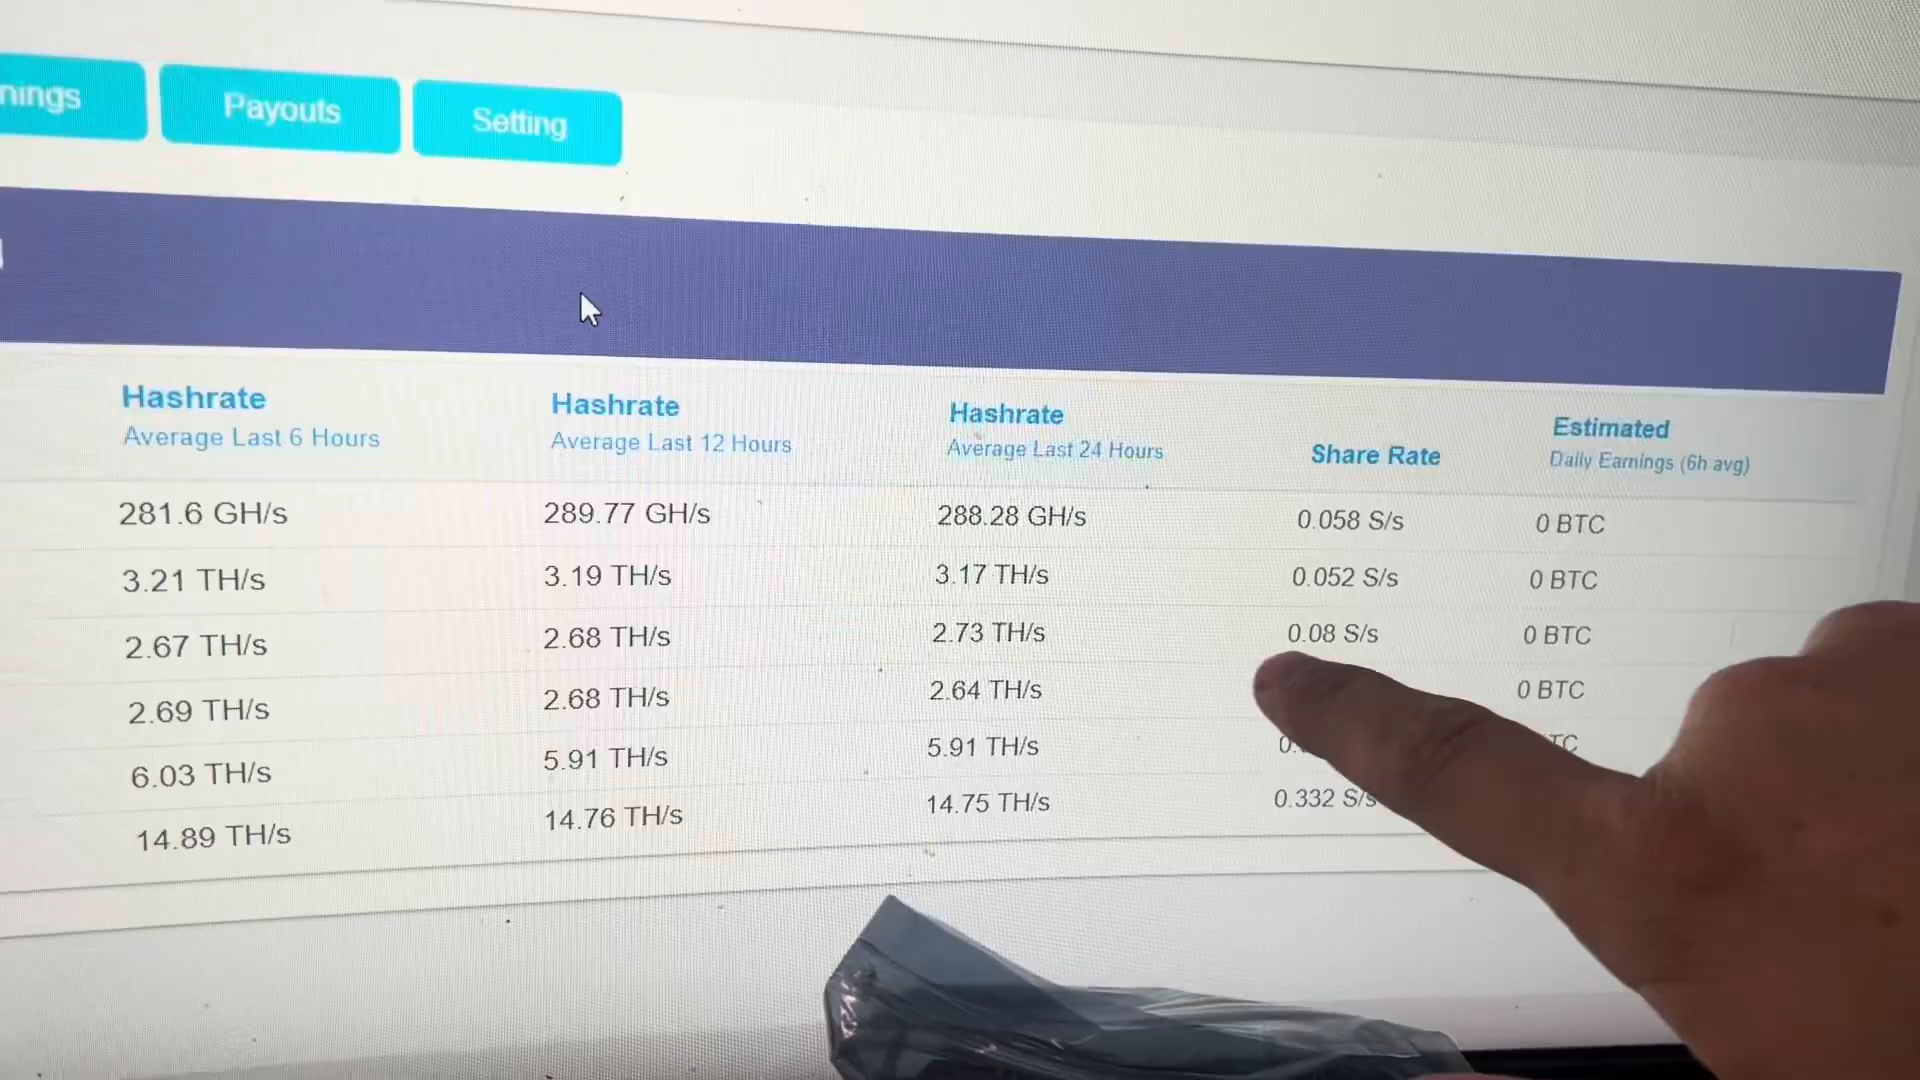 Payouts
Setting
Hashrate Hashrate Hashrate Estimated
Average Last 6 Hours Average Last 12 Hours Average Last 24 Hours Share Rate Daily Earnings (6h avg)
281.6 GH/s 289.77 GH/s 288.28 GH/s 0.058 S/s 0 BTC
3.21 TH/s 3.19 TH/s 3.17 TH/s 0.052 S/s 0 BTC
2.67 TH/s 2.68 TH/s 2.73 TH/s 0.08 S/s 0 BTC
2.69 TH/s 2.68 TH/s 2.64 TH/s 0 BTC
6.03 TH/s 5.91 TH/s 5.91 TH/s
14.89 TH/s 14.76 TH/s 14.75 TH/s 0.332 S/s